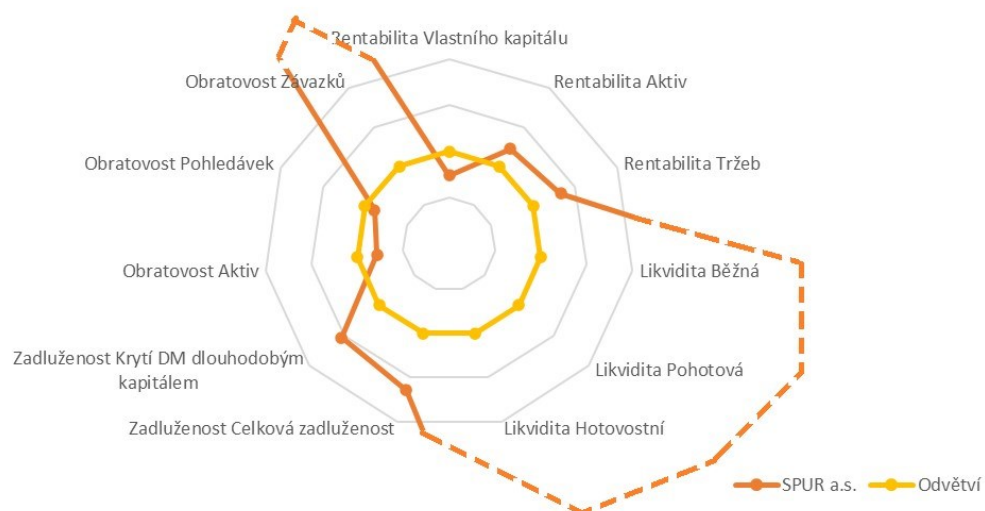 Rentabilita Vlastního kapitálu
Rentabilita Aktiv
Rentabilita Tržeb
Likvidita Běžná
Likvidita Pohotová
Likvidita Hotovostní
Zadluženost Celková zadluženost
Zadluženost Krytí DM dlouhodobým
kapitálem
Obratovost Aktiv
Obratovost Pohledávek
Obratovost Závazků
SPUR a.s.
Odvětví